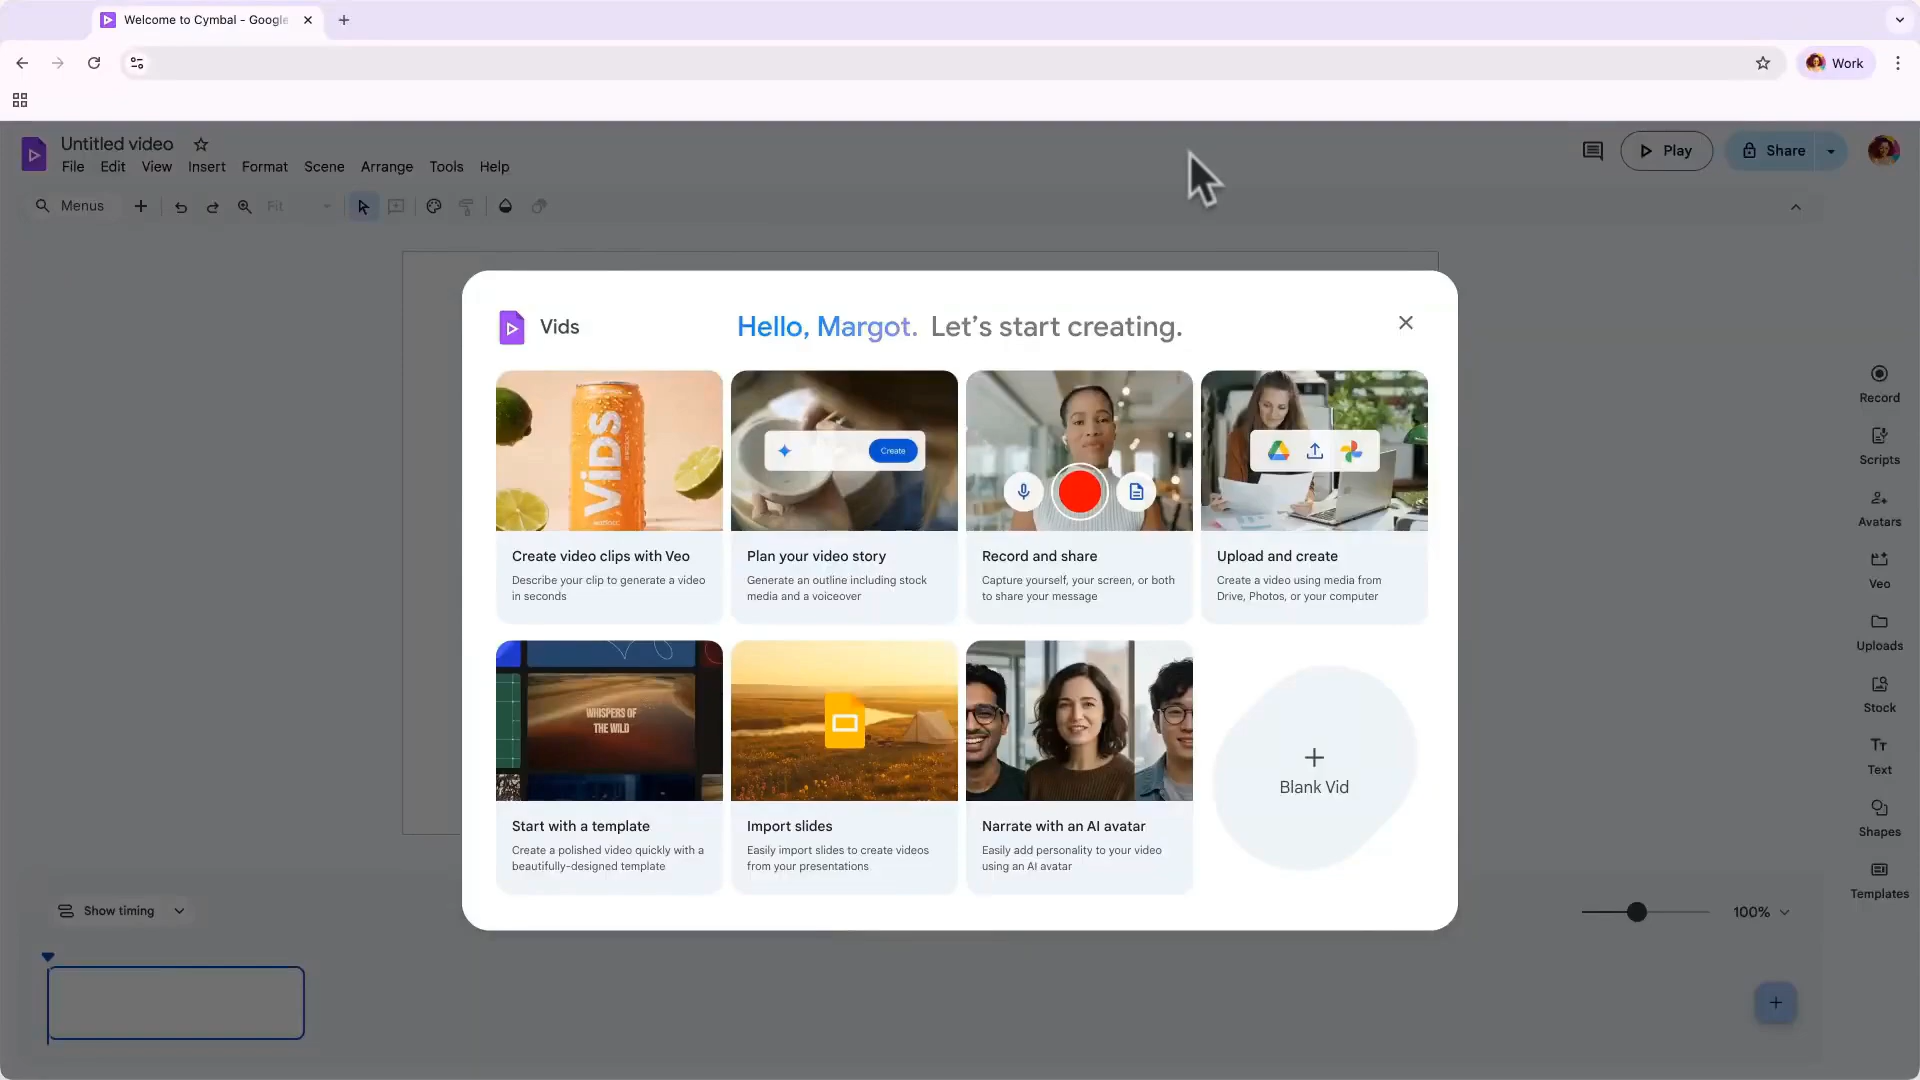 Welcome to Cymbal - Google
Work
Untitled video
Play
Share
File Edit View Insert Format Scene Arrange Tools Help
Menus
Fit
Vids
Hello, Margot. Let’s start creating.
VIDS
Create
Create video clips with Veo
Describe your clip to generate a video
in seconds
Plan your video story
Generate an outline including stock
media and a voiceover
Record and share
Capture yourself, your screen, or both
to share your message
Upload and create
Create a video using media from
Drive, Photos, or your computer
WHISPERS OF
THE WILD
Start with a template
Create a polished video quickly with a
beautifully-designed template
Import slides
Easily import slides to create videos
from your presentations
Narrate with an AI avatar
Easily add personality to your video
using an AI avatar
Blank Vid
Record
Scripts
Avatars
Veo
Uploads
Stock
Tt
Text
Shapes
Templates
Show timing
100%